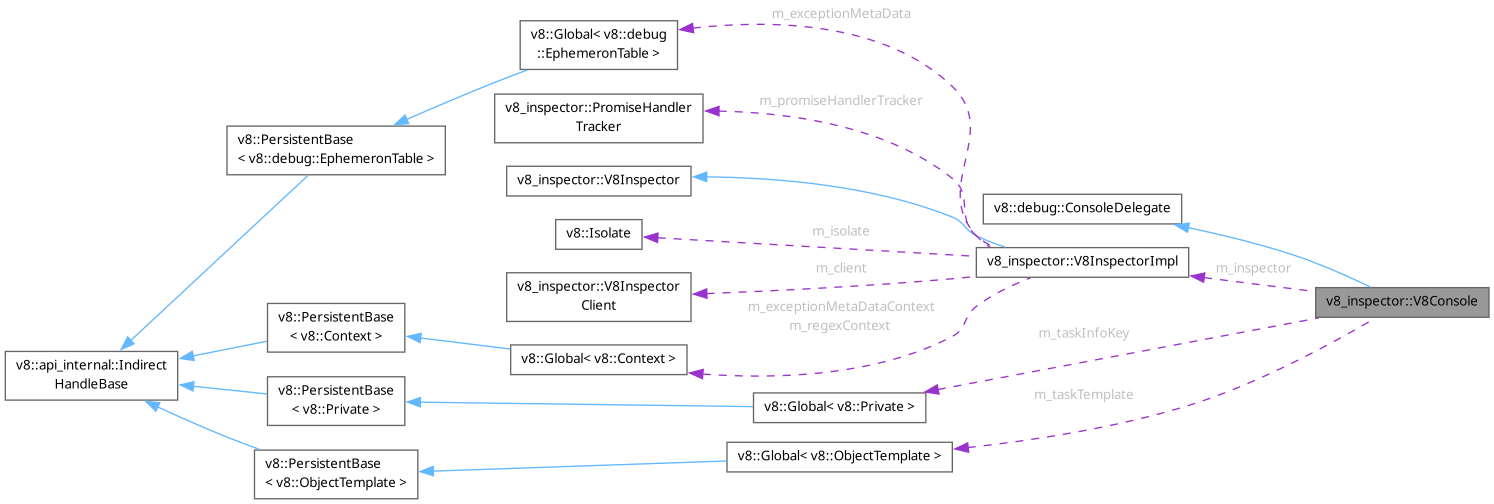 m_exceptionMetaData
v8::Global< v8::debug
::EphemeronTable >
m_promiseHandlerTracker
v8_inspector::PromiseHandler
Tracker
v8::PersistentBase
< v8::debug::EphemeronTable >
v8_inspector::V8Inspector
v8::debug::ConsoleDelegate
v8::Isolate
m_isolate
v8_inspector::V8InspectorImpl
m_client
m_inspector
v8_inspector::V8Inspector
Client
v8_inspector::V8Console
m_exceptionMetaDataContext
m_regexContext
v8::PersistentBase
< v8::Context >
m_taskInfoKey
v8::Global< v8::Context >
v8::api_internal::Indirect
HandleBase
v8::PersistentBase
< v8::Private >
m_taskTemplate
v8::Global< v8::Private >
v8::Global< v8::ObjectTemplate >
v8::PersistentBase
< v8::ObjectTemplate >